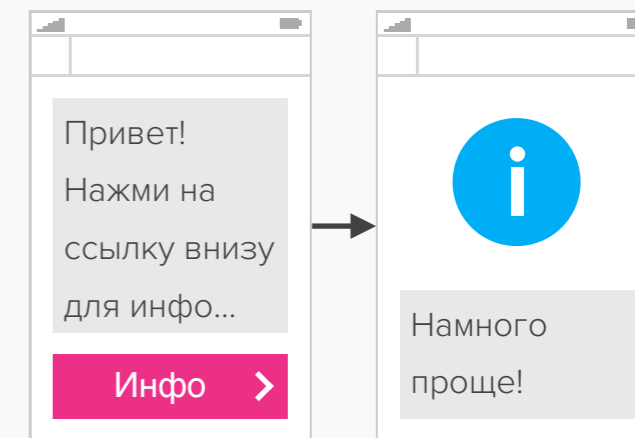 Привет!
Нажми на
ссылку внизу
для инфо...
Инфо
i
Намного
проще!